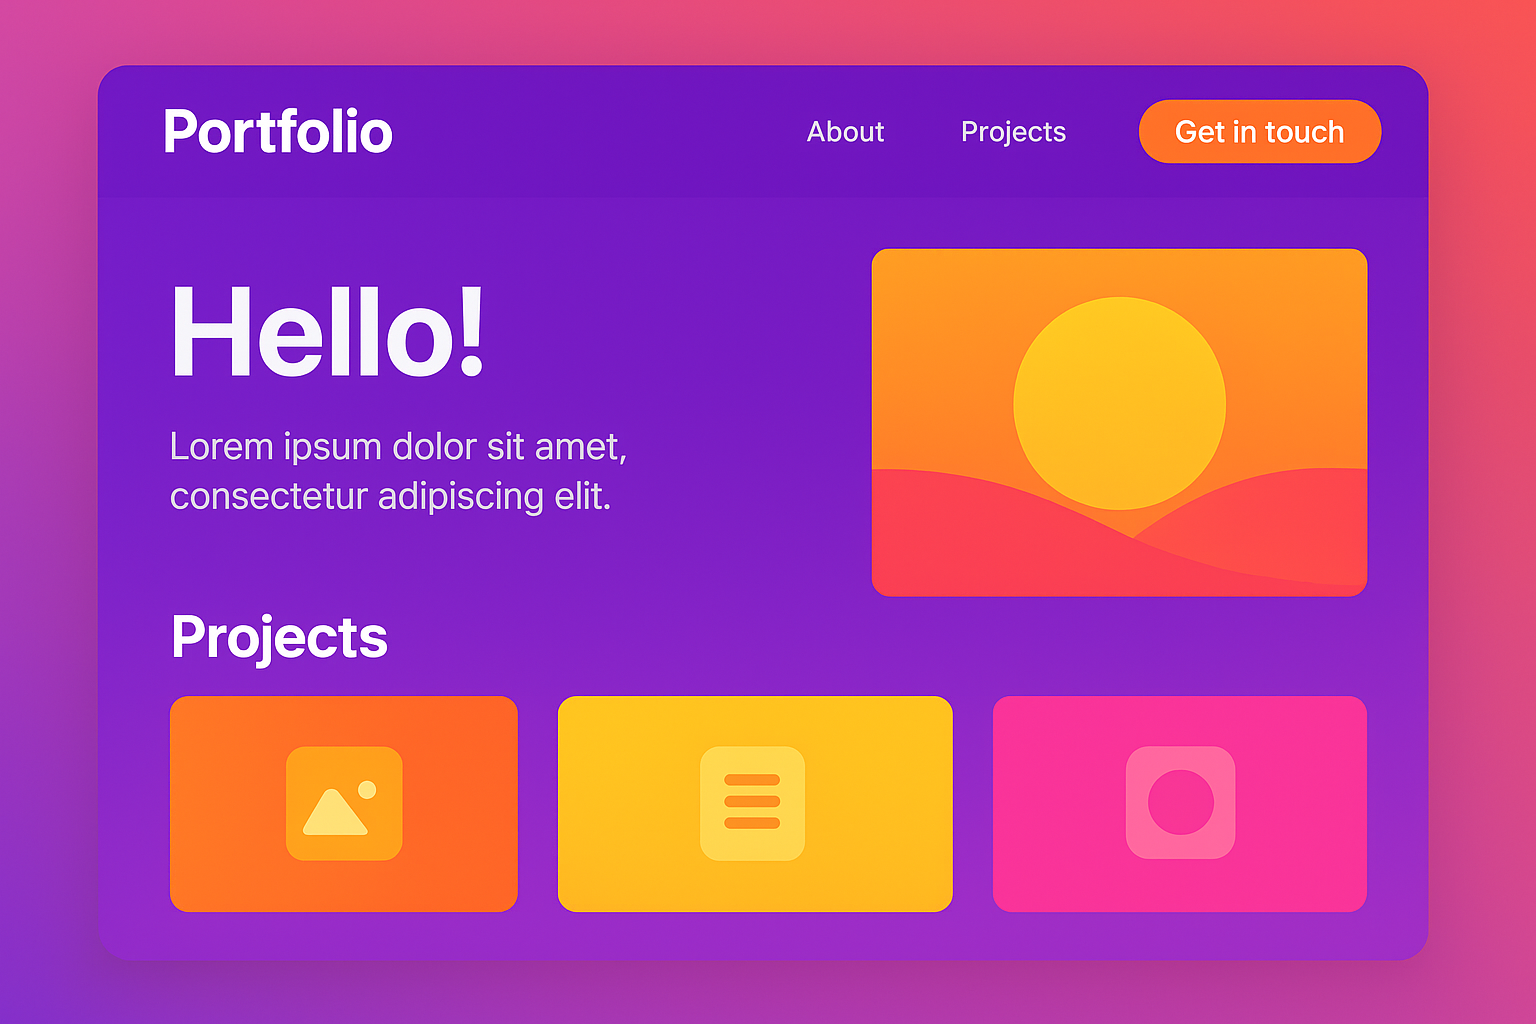 Portfolio
About
Projects
Get in touch
Hello!
Lorem ipsum dolor sit amet,
consectetur adipiscing elit.
Projects